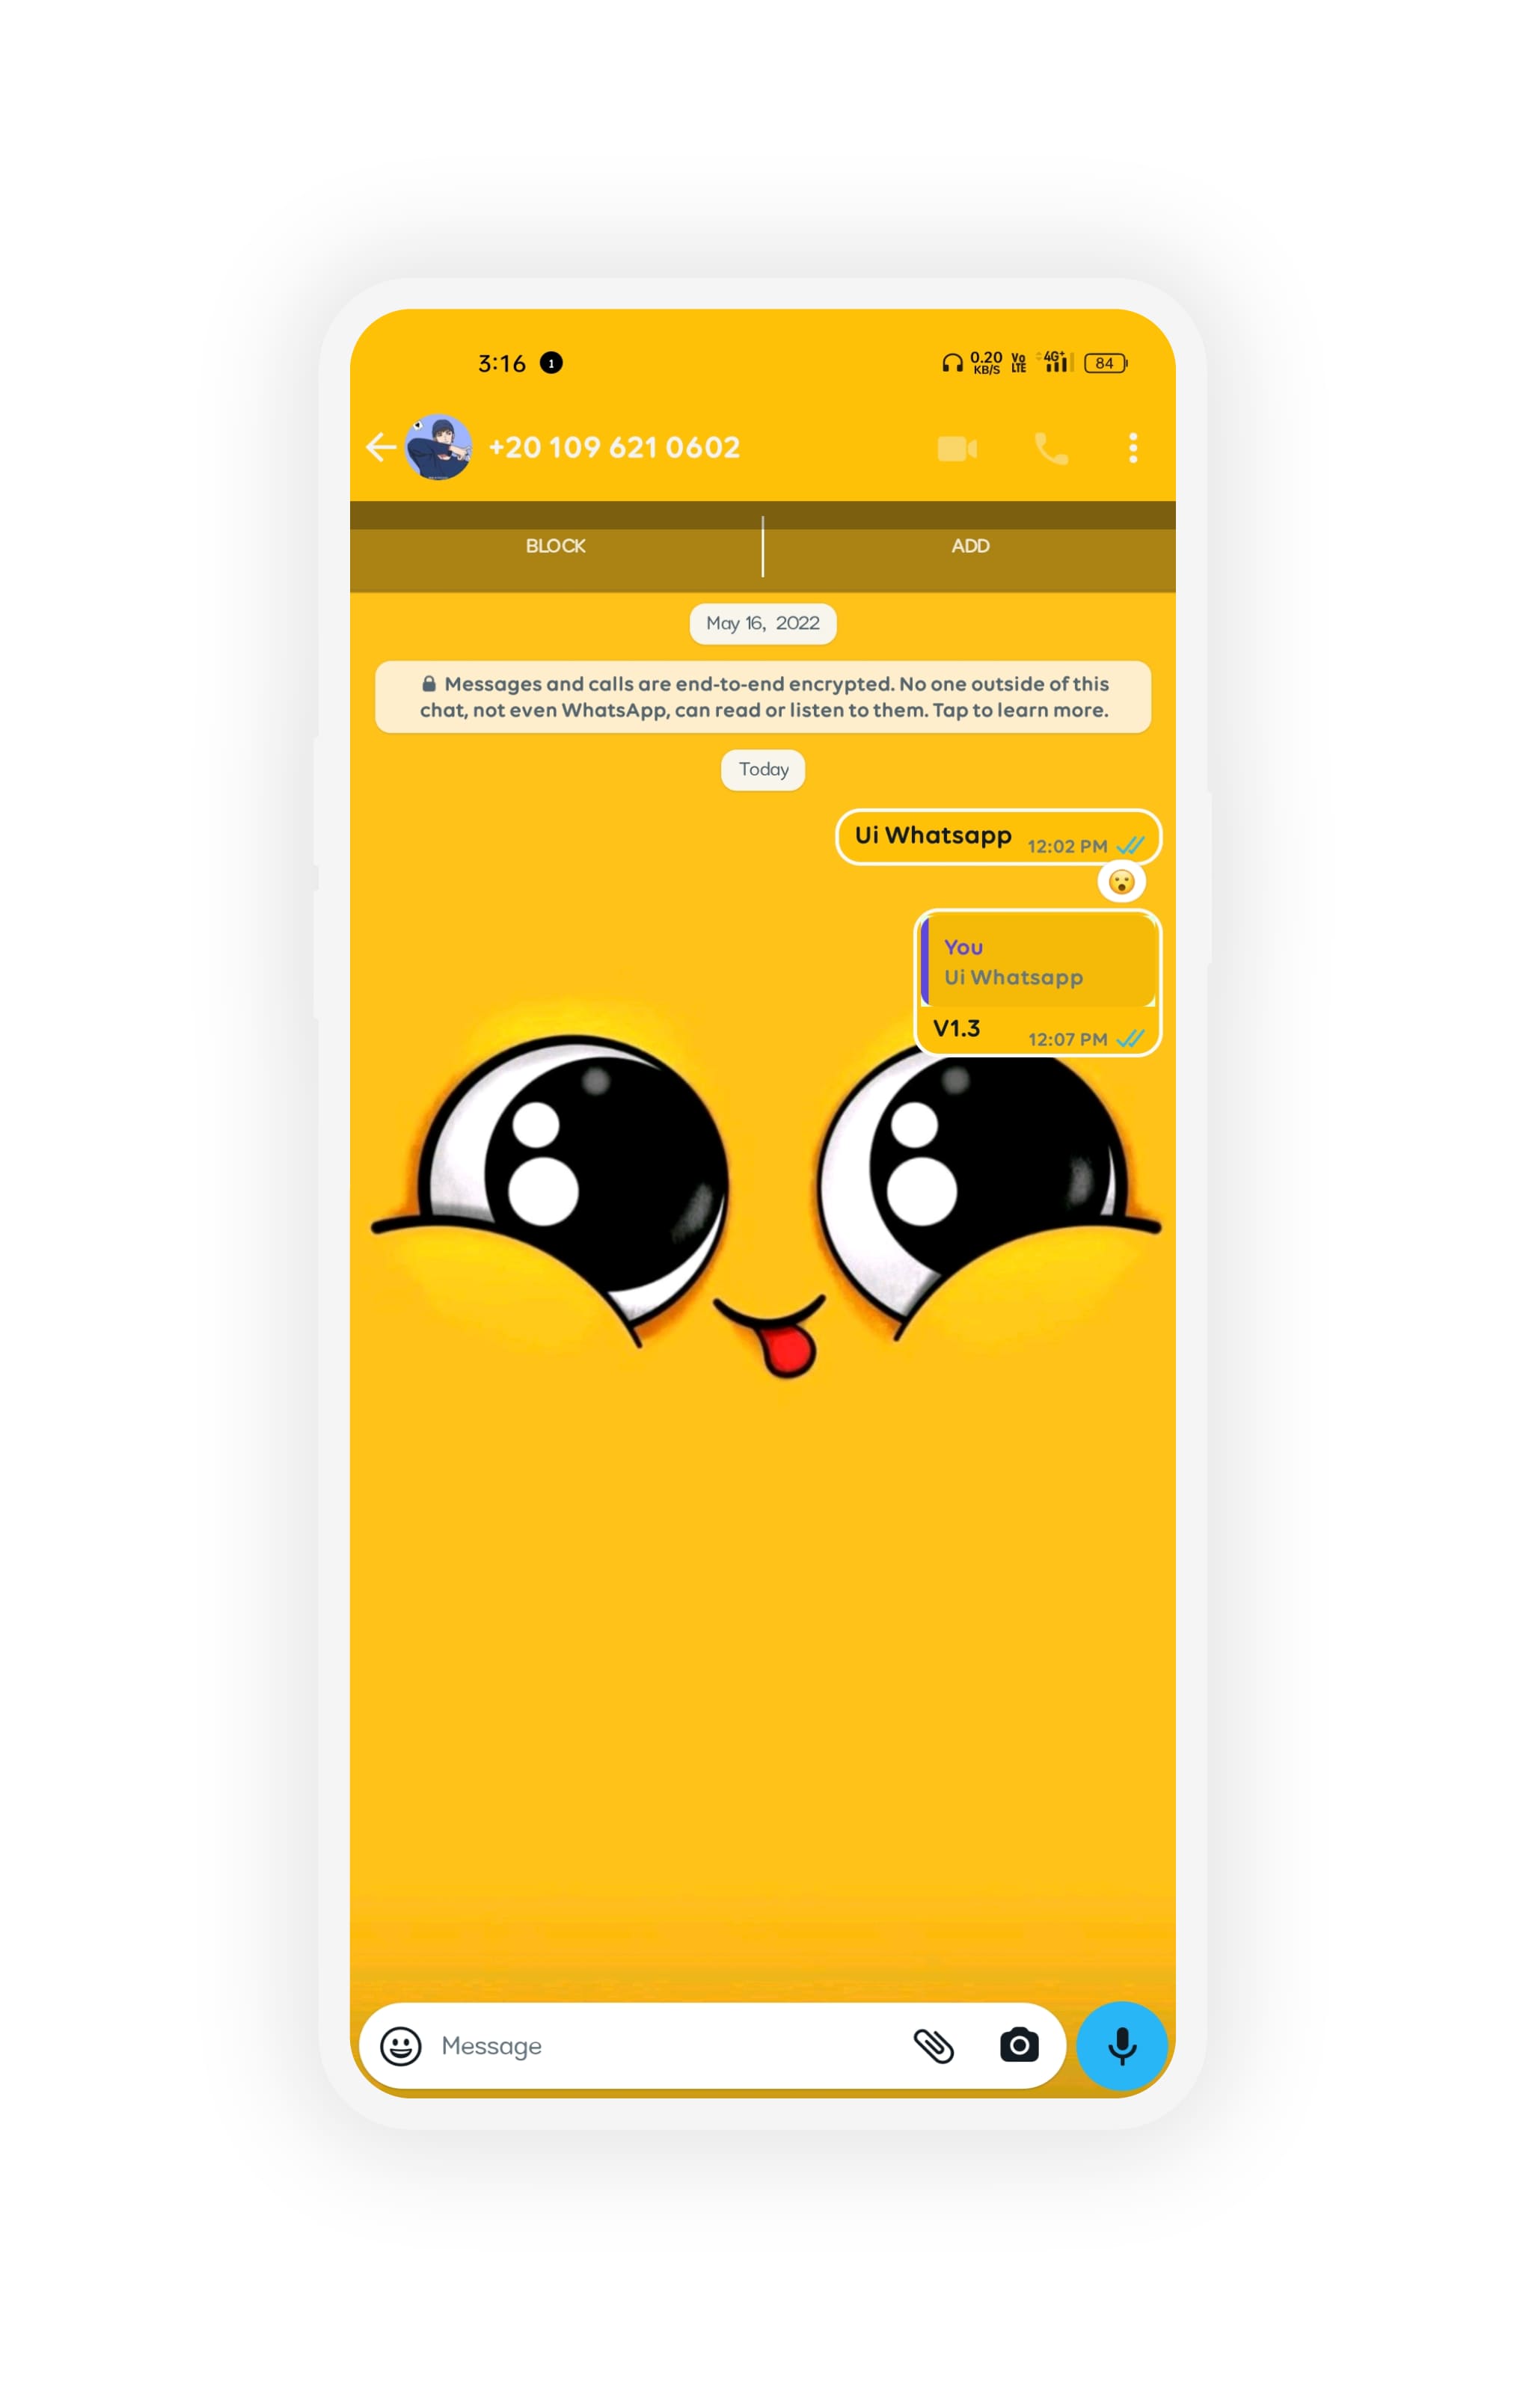 3:16 1 0.20 KB/S Vo LTE 4G+ 84
+20 109 621 0602
BLOCK ADD
May 16, 2022
Messages and calls are end-to-end encrypted. No one outside of this
chat, not even WhatsApp, can read or listen to them. Tap to learn more.
Today
Ui Whatsapp 12:02 PM
You
Ui Whatsapp
V1.3 12:07 PM
Message